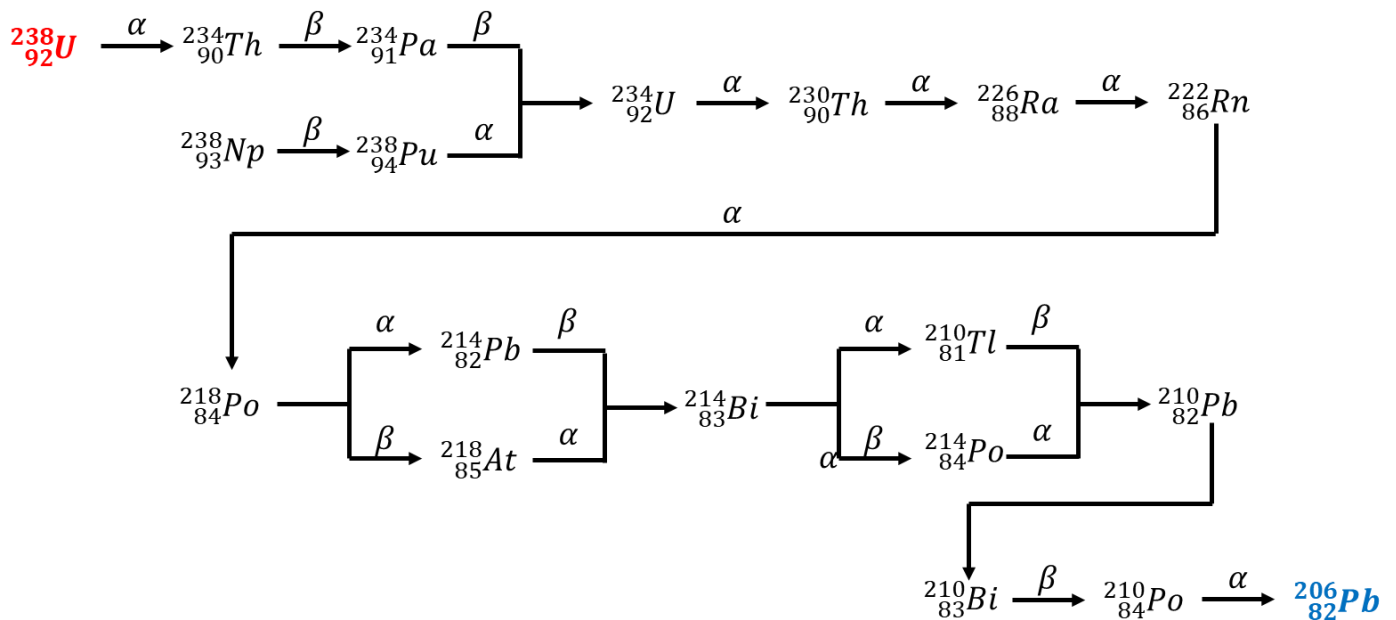 ²³⁸₉₂U α ²³⁴₉₀Th β ²³⁴₉₁Pa β
²³⁴₉₂U α ²³⁰₉₀Th α ²²⁶₈₈Ra α ²²²₈₆Rn
²³⁸₉₃Np β ²³⁸₉₄Pu α
α
α ²¹⁴₈₂Pb β α ²¹⁰₈₁Tl β
²¹⁸₈₄Po ²¹⁴₈₃Bi ²¹⁰₈₂Pb
β ²¹⁸₈₅At α α β ²¹⁴₈₄Po α
²¹⁰₈₃Bi β ²¹⁰₈₄Po α ²⁰⁶₈₂Pb